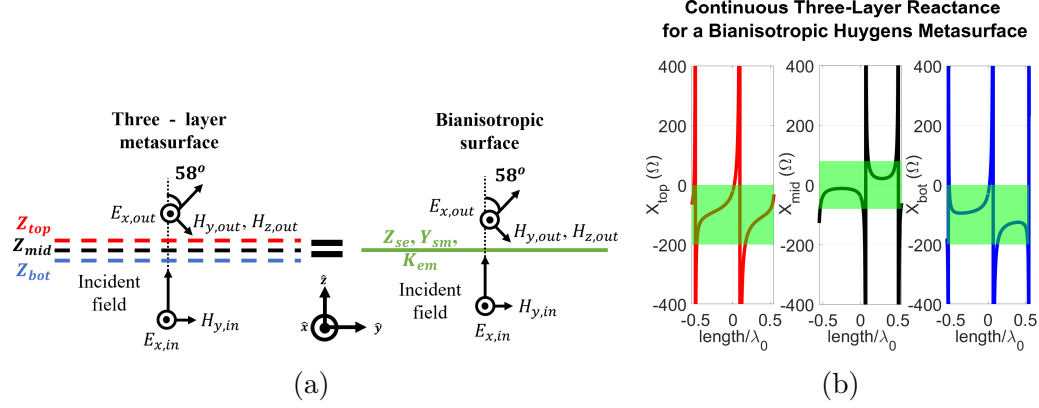 Continuous Three-Layer Reactance
for a Bianisotropic Huygens Metasurface
Three - layer
metasurface
58°
E_{x,out}
H_{y,out}, H_{z,out}
Z_{top}
Z_{mid}
Z_{bot}
Incident
field
H_{y,in}
E_{x,in}
=
ẑ
x̂
ŷ
Bianisotropic
surface
58°
E_{x,out}
H_{y,out}, H_{z,out}
Z_{se}, Y_{sm},
K_{em}
Incident
field
H_{y,in}
E_{x,in}
(a)
X_{top} (Ω)
400
200
0
-200
-400
-0.5 0 0.5
length/λ_0
X_{mid} (Ω)
400
200
0
-200
-400
-0.5 0 0.5
length/λ_0
X_{bot} (Ω)
400
200
0
-200
-400
-0.5 0 0.5
length/λ_0
(b)